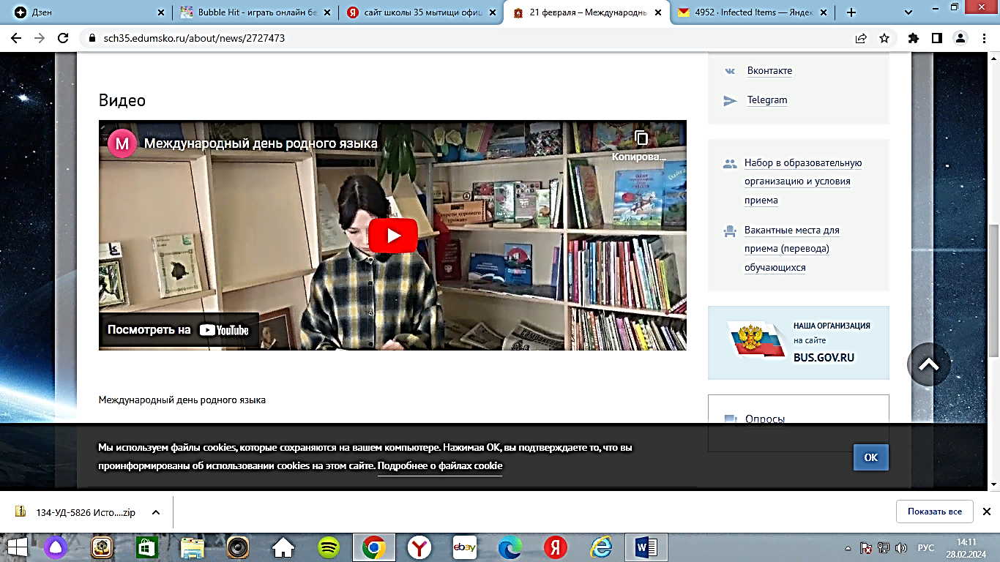 Дзен
Bubble Hit - играть онлайн бе
сайт школы 35 мытищи офиц
21 февраля – Международнь
4952 · Infected Items — Яндек
sch35.edumsko.ru/about/news/2727473
Видео
М
Международный день родного языка
Копирова...
Посмотреть на YouTube
Международный день родного языка
Вконтакте
Telegram
Набор в образовательную
организацию и условия
приема
Вакантные места для
приема (перевода)
обучающихся
НАША ОРГАНИЗАЦИЯ
на сайте
BUS.GOV.RU
Опросы
Мы используем файлы cookies, которые сохраняются на вашем компьютере. Нажимая ОК, вы подтверждаете то, что вы
проинформированы об использовании cookies на этом сайте. Подробнее о файлах cookie
ОК
134-УД-5826 Исто....zip
Показать все
ebay
РУС
14:11
28.02.2024